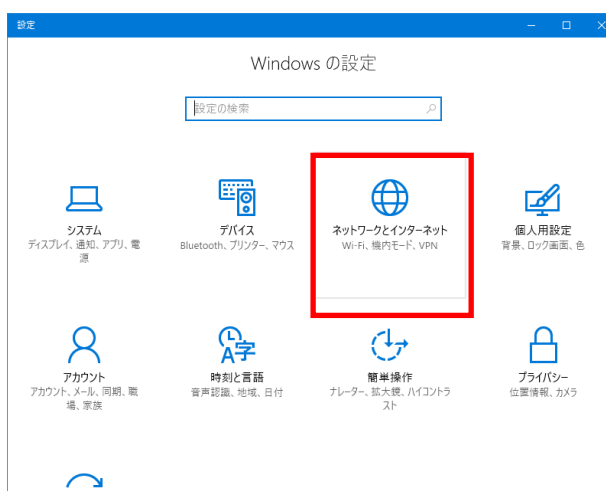 設定
Windows の設定
設定の検索
システム
ディスプレイ、通知、アプリ、電
源
デバイス
Bluetooth、プリンター、マウス
ネットワークとインターネット
Wi-Fi、機内モード、VPN
個人用設定
背景、ロック画面、色
アカウント
アカウント、メール、同期、職
場、家族
時刻と言語
音声認識、地域、日付
簡単操作
ナレーター、拡大鏡、ハイコントラ
スト
プライバシー
位置情報、カメラ